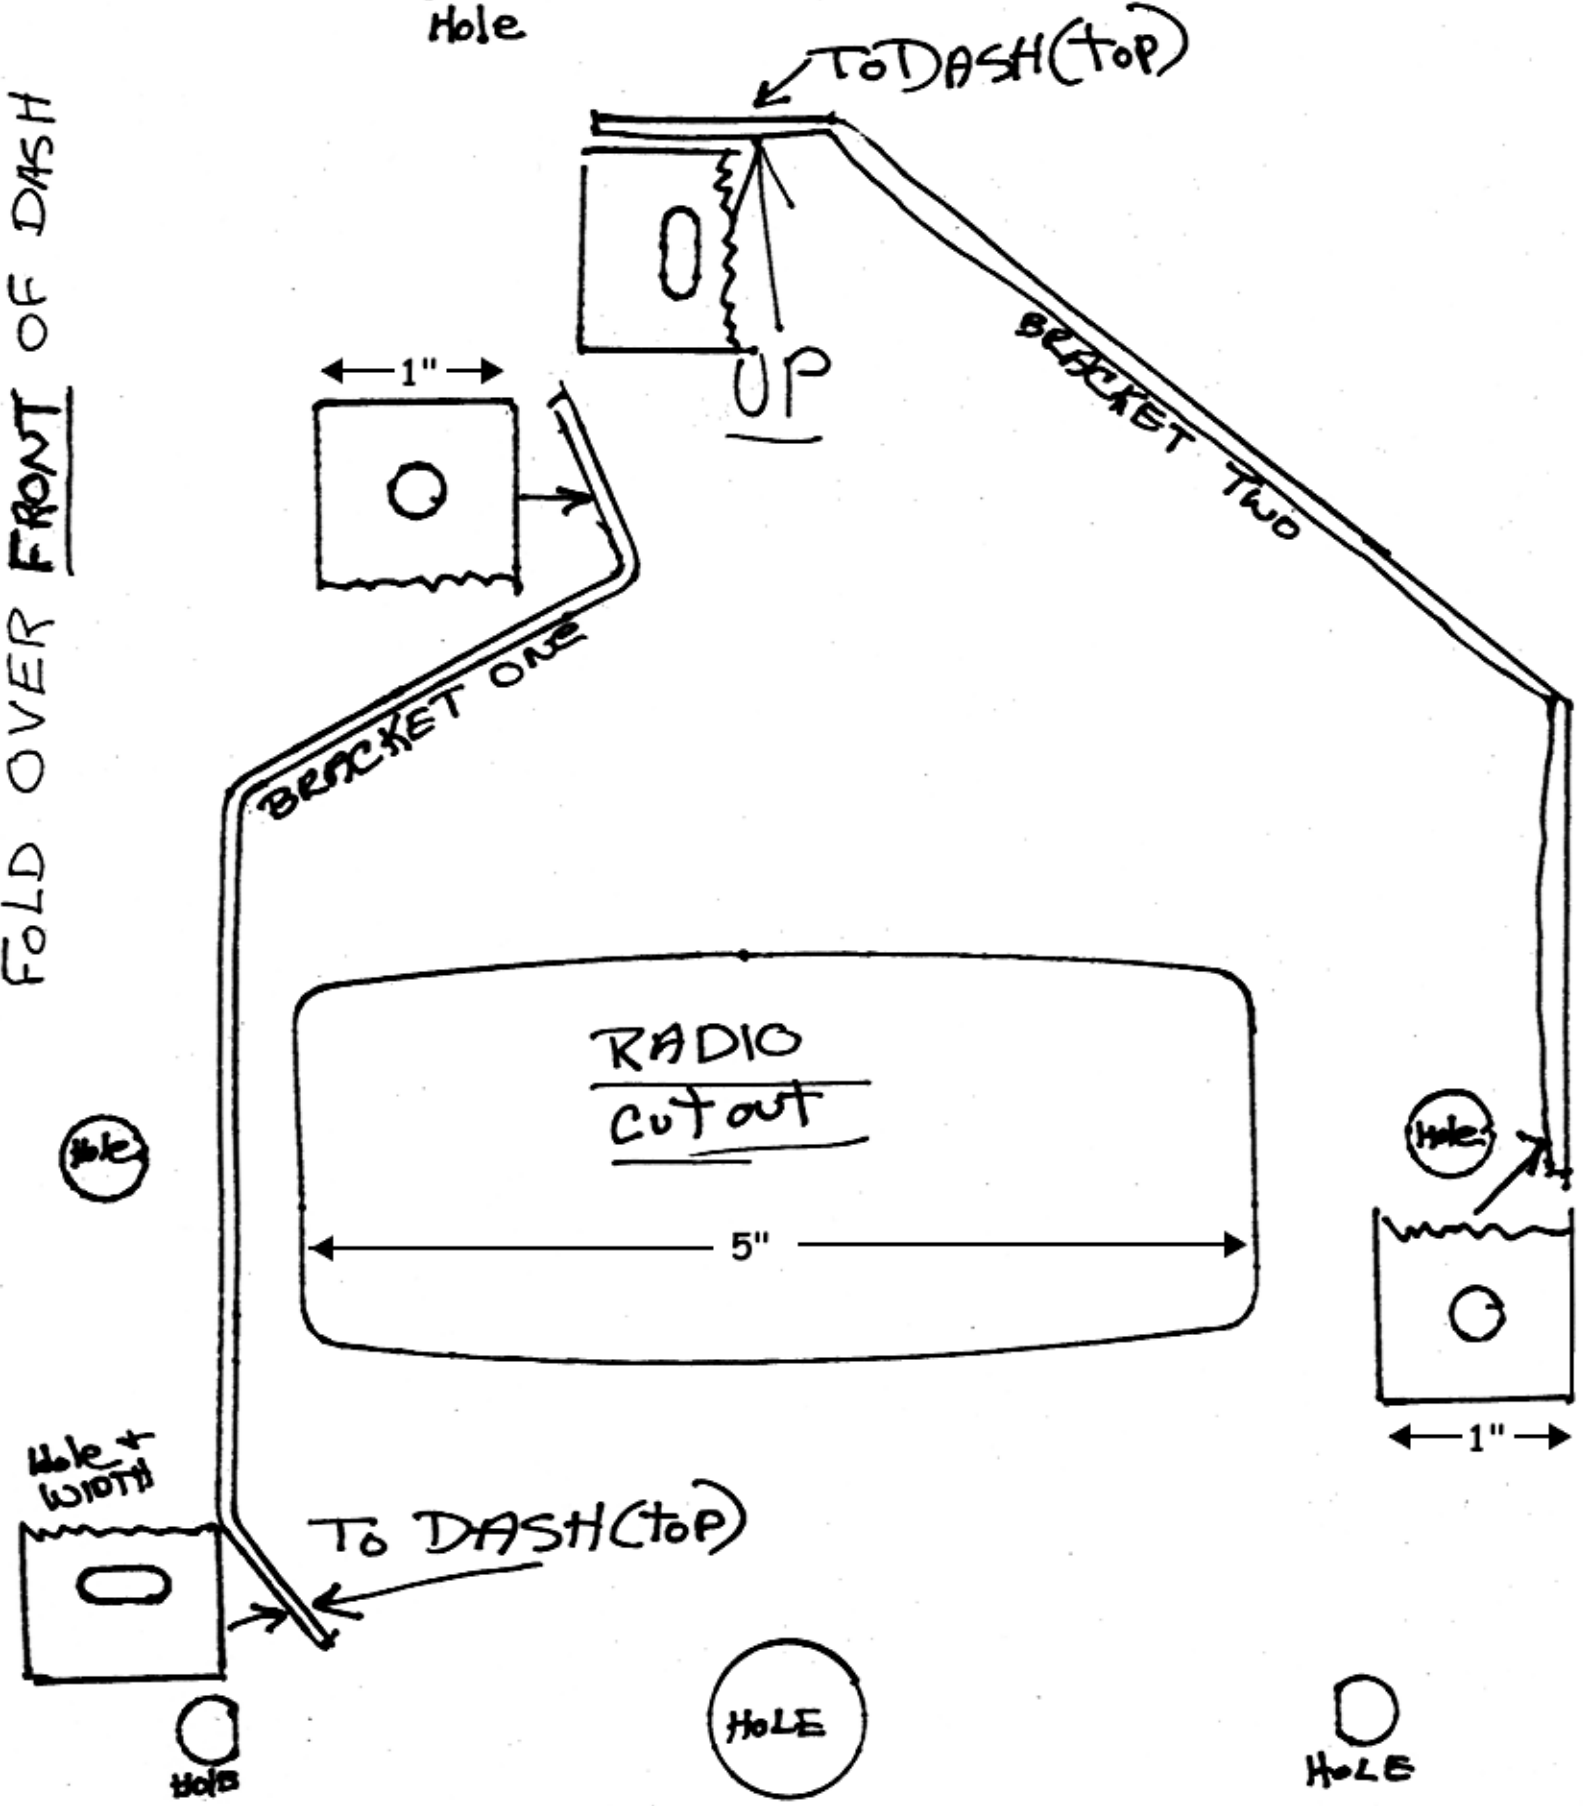 Hole
TO DASH (TOP)
FOLD OVER FRONT OF DASH
UP
1"
BRACKET TWO
BRACKET ONE
RADIO
Cut out
Hole
Hole
5"
1"
Hole +
WIDTH
TO DASH (TOP)
HOLE
Hole
HOLE